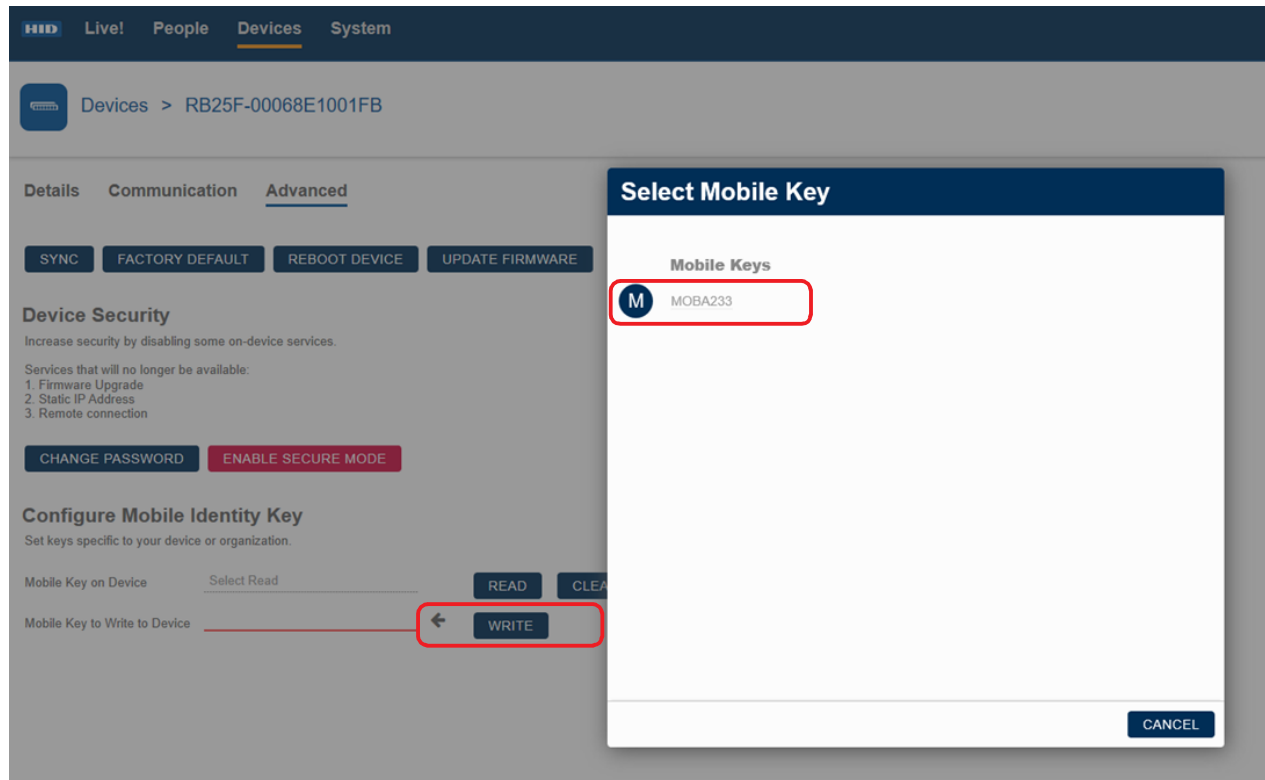 HID Live! People Devices System
Devices > RB25F-00068E1001FB
Details Communication Advanced
SYNC FACTORY DEFAULT REBOOT DEVICE UPDATE FIRMWARE
Device Security
Increase security by disabling some on-device services.
Services that will no longer be available:
1. Firmware Upgrade
2. Static IP Address
3. Remote connection
CHANGE PASSWORD ENABLE SECURE MODE
Configure Mobile Identity Key
Set keys specific to your device or organization.
Mobile Key on Device Select Read READ CLEA
Mobile Key to Write to Device WRITE
Select Mobile Key
Mobile Keys
M MOBA233
CANCEL